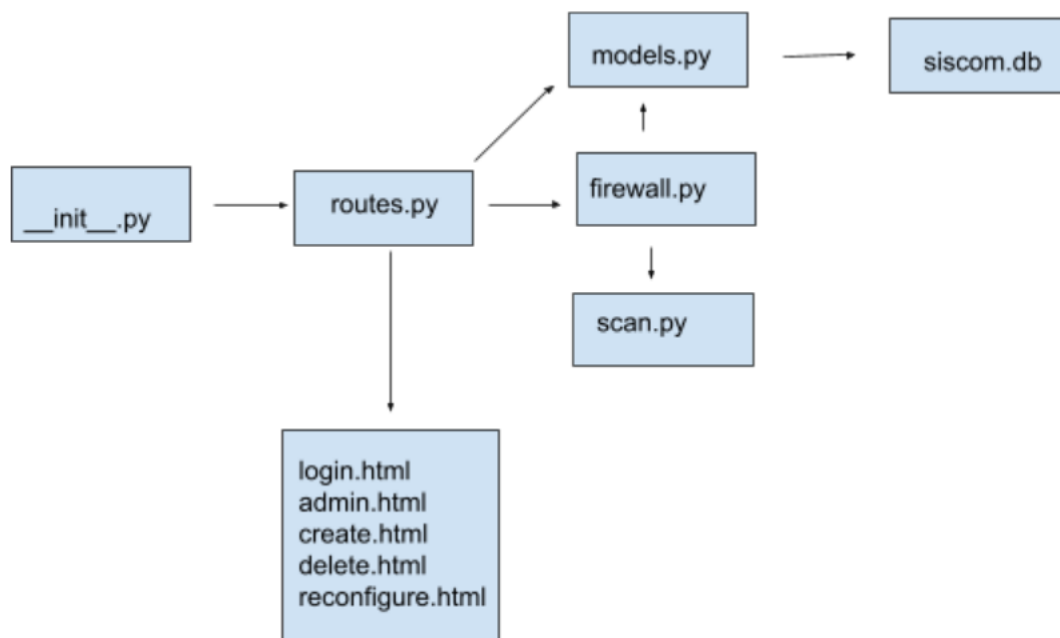 models.py
siscom.db
__init__.py
routes.py
firewall.py
scan.py
login.html
admin.html
create.html
delete.html
reconfigure.html